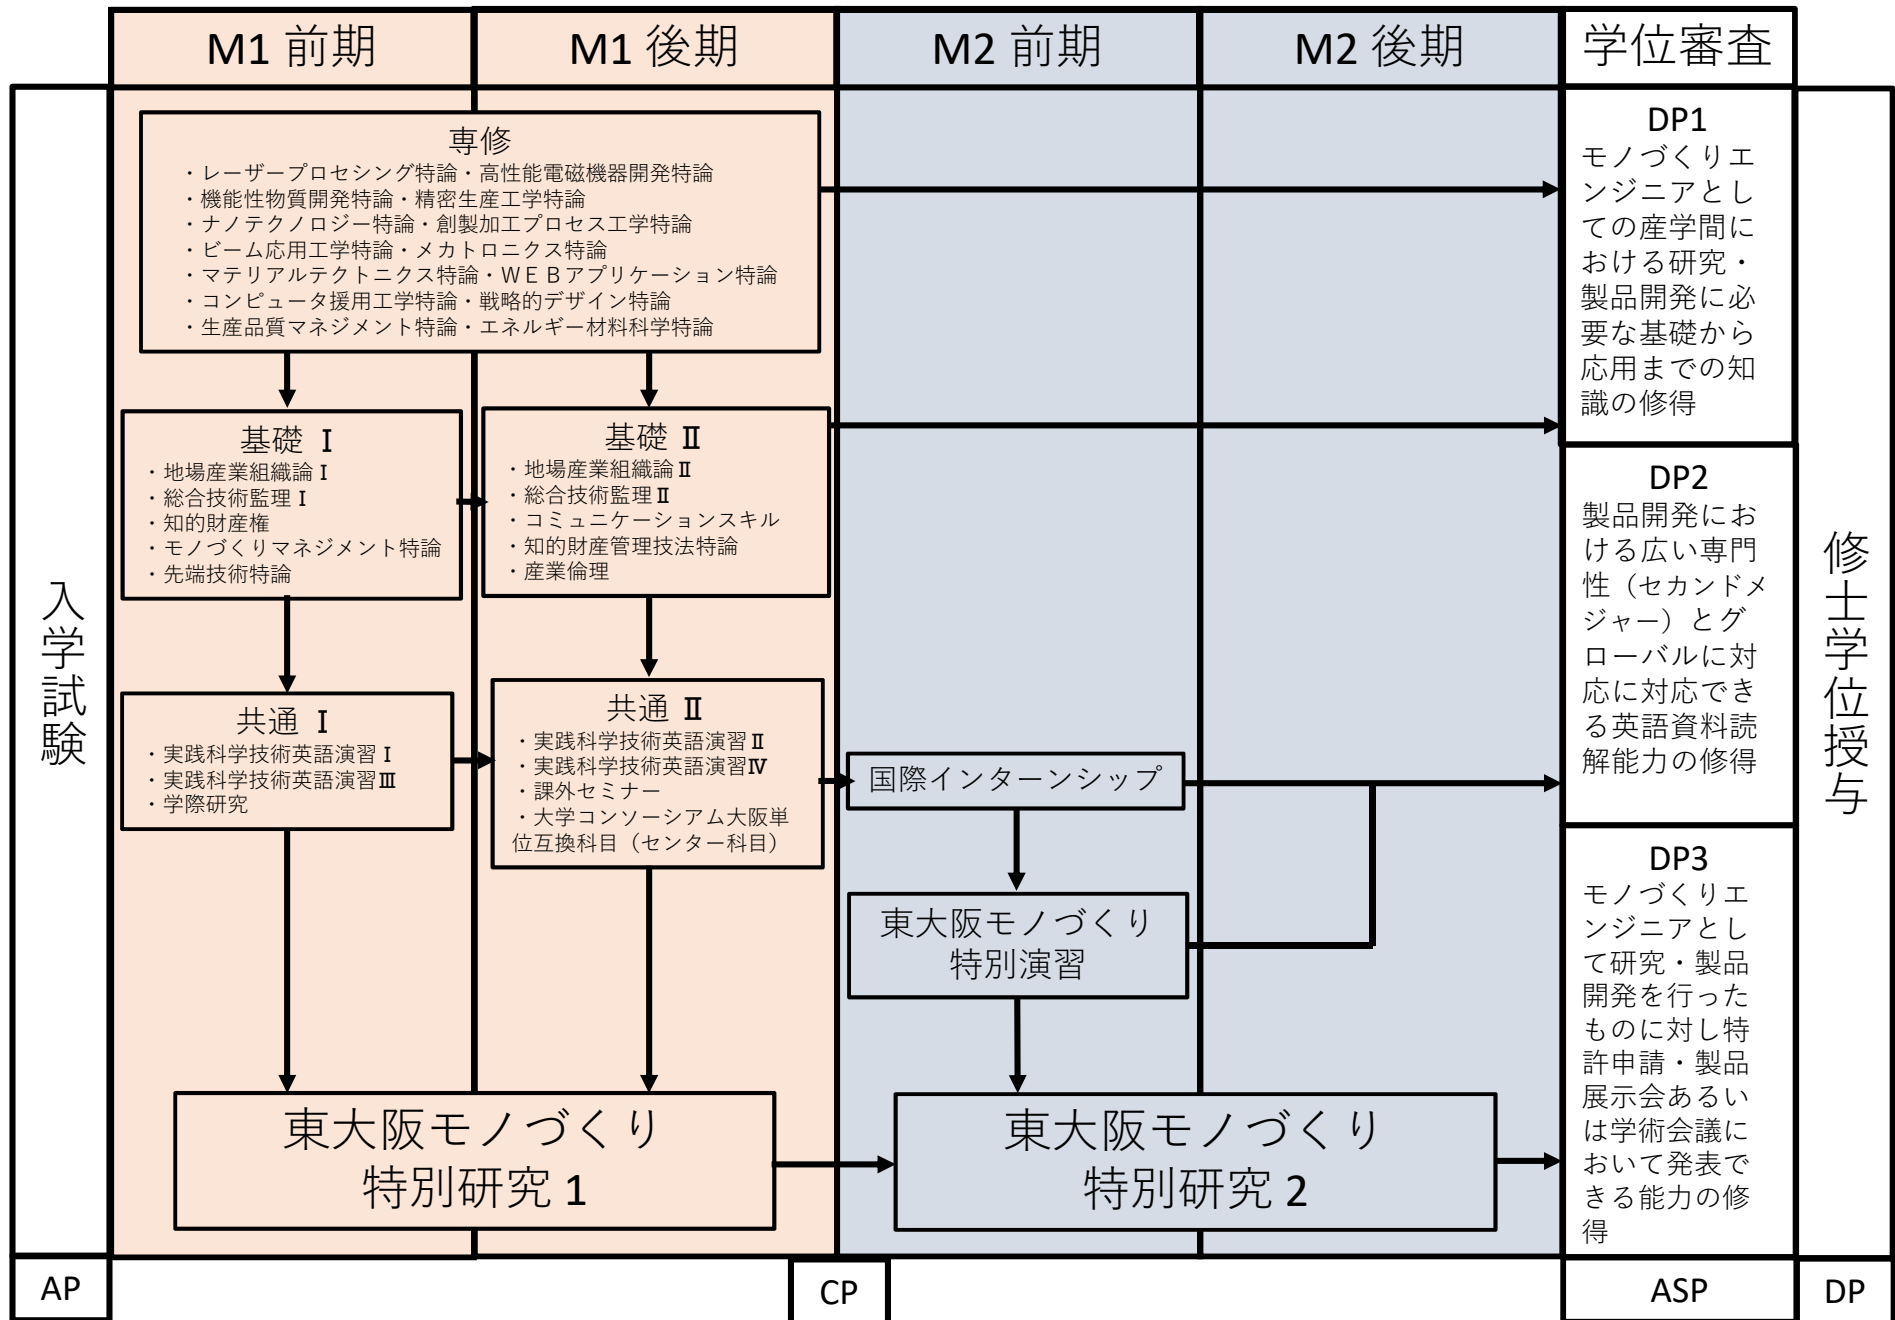 M1 前期
M1 後期
M2 前期
M2 後期
学位審査
入学試験
専修
・レーザープロセシング特論・高性能電磁機器開発特論
・機能性物質開発特論・精密生産工学特論
・ナノテクノロジー特論・創製加工プロセス工学特論
・ビーム応用工学特論・メカトロニクス特論
・マテリアルテクトニクス特論・ＷＥＢアプリケーション特論
・コンピュータ援用工学特論・戦略的デザイン特論
・生産品質マネジメント特論・エネルギー材料科学特論
基礎 Ⅰ
・地場産業組織論Ⅰ
・総合技術監理Ⅰ
・知的財産権
・モノづくりマネジメント特論
・先端技術特論
基礎 Ⅱ
・地場産業組織論Ⅱ
・総合技術監理Ⅱ
・コミュニケーションスキル
・知的財産管理技法特論
・産業倫理
共通 Ⅰ
・実践科学技術英語演習Ⅰ
・実践科学技術英語演習Ⅲ
・学際研究
共通 Ⅱ
・実践科学技術英語演習Ⅱ
・実践科学技術英語演習Ⅳ
・課外セミナー
・大学コンソーシアム大阪単
位互換科目（センター科目）
国際インターンシップ
東大阪モノづくり
特別演習
東大阪モノづくり
特別研究 1
東大阪モノづくり
特別研究 2
DP1
モノづくりエ
ンジニアとし
ての産学間に
おける研究・
製品開発に必
要な基礎から
応用までの知
識の修得
DP2
製品開発にお
ける広い専門
性（セカンドメ
ジャー）とグ
ローバルに対
応に対応でき
る英語資料読
解能力の修得
DP3
モノづくりエ
ンジニアとし
て研究・製品
開発を行った
ものに対し特
許申請・製品
展示会あるい
は学術会議に
おいて発表で
きる能力の修
得
修士学位授与
AP
CP
ASP
DP